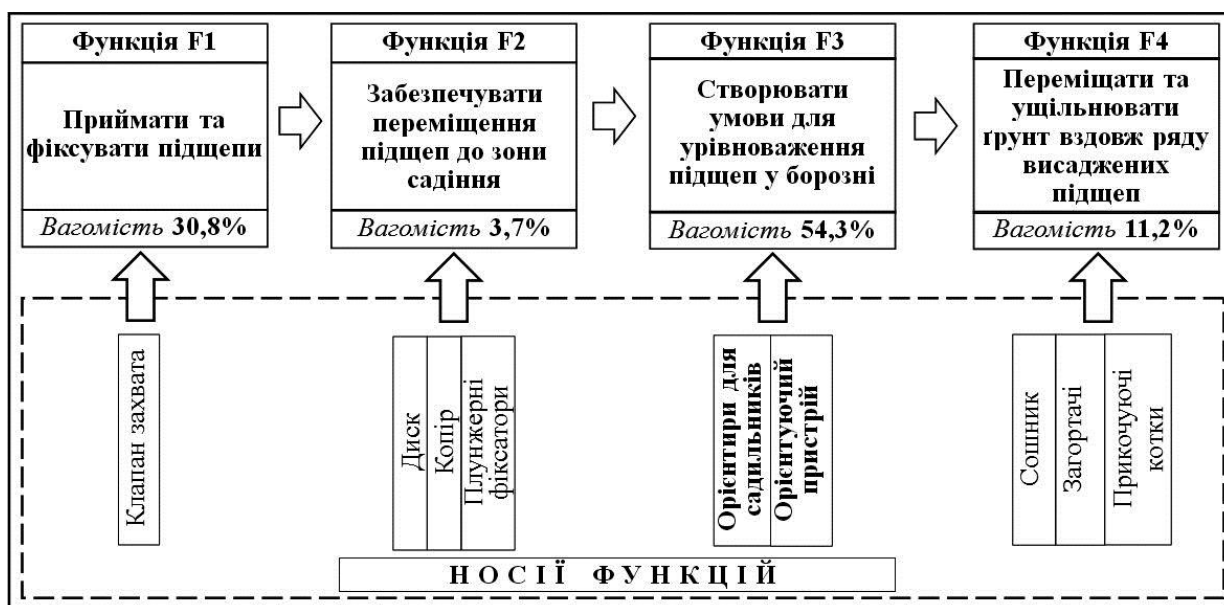 Функція F1
Приймати та
фіксувати підщепи
Вагомість 30,8%
Функція F2
Забезпечувати
переміщення
підщеп до зони
садіння
Вагомість 3,7%
Функція F3
Створювати
умови для
урівноваження
підщеп у борозні
Вагомість 54,3%
Функція F4
Переміщати та
ущільнювати
ґрунт вздовж ряду
висаджених
підщеп
Вагомість 11,2%
Клапан захвата
Диск
Копір
Плунжерні
фіксатори
Орієнтири для
садильників
Орієнтуючий
пристрій
Сошник
Загортачі
Прикочуючі
котки
НОСІЇ ФУНКЦІЙ